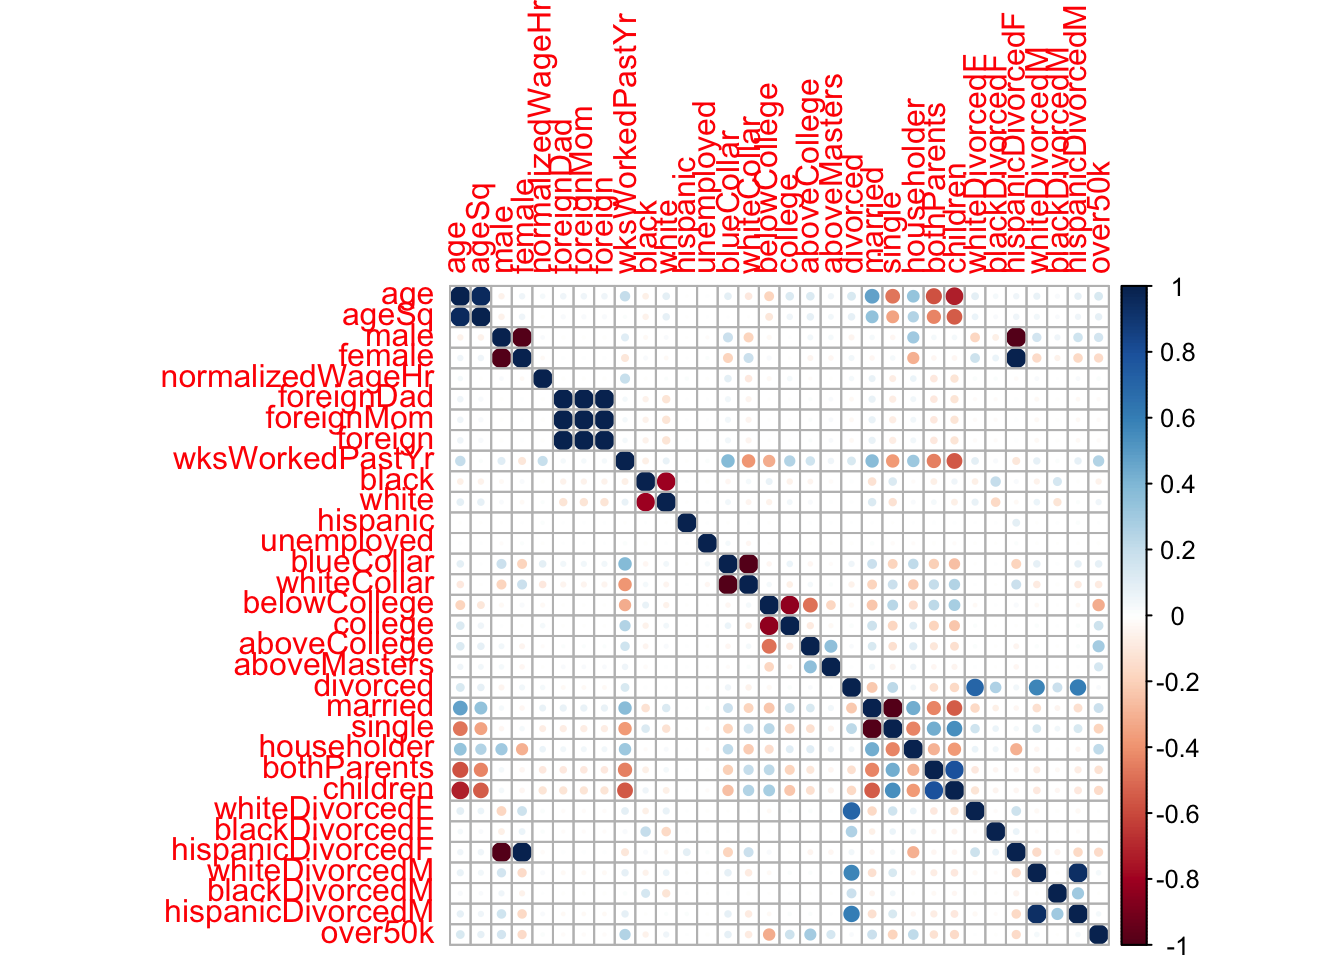 age
ageSq
male
female
normalizedWageHr
foreignDad
foreignMom
foreign
wksWorkedPastYr
black
white
hispanic
unemployed
blueCollar
whiteCollar
belowCollege
college
aboveCollege
aboveMasters
divorced
married
single
householder
bothParents
children
whiteDivorcedF
blackDivorcedF
hispanicDivorcedF
whiteDivorcedM
blackDivorcedM
hispanicDivorcedM
over50k
age
ageSq
male
female
normalizedWageHr
foreignDad
foreignMom
foreign
wksWorkedPastYr
black
white
hispanic
unemployed
blueCollar
whiteCollar
belowCollege
college
aboveCollege
aboveMasters
divorced
married
single
householder
bothParents
children
whiteDivorcedF
blackDivorcedF
hispanicDivorcedF
whiteDivorcedM
blackDivorcedM
hispanicDivorcedM
over50k
1
0.8
0.6
0.4
0.2
0
-0.2
-0.4
-0.6
-0.8
-1